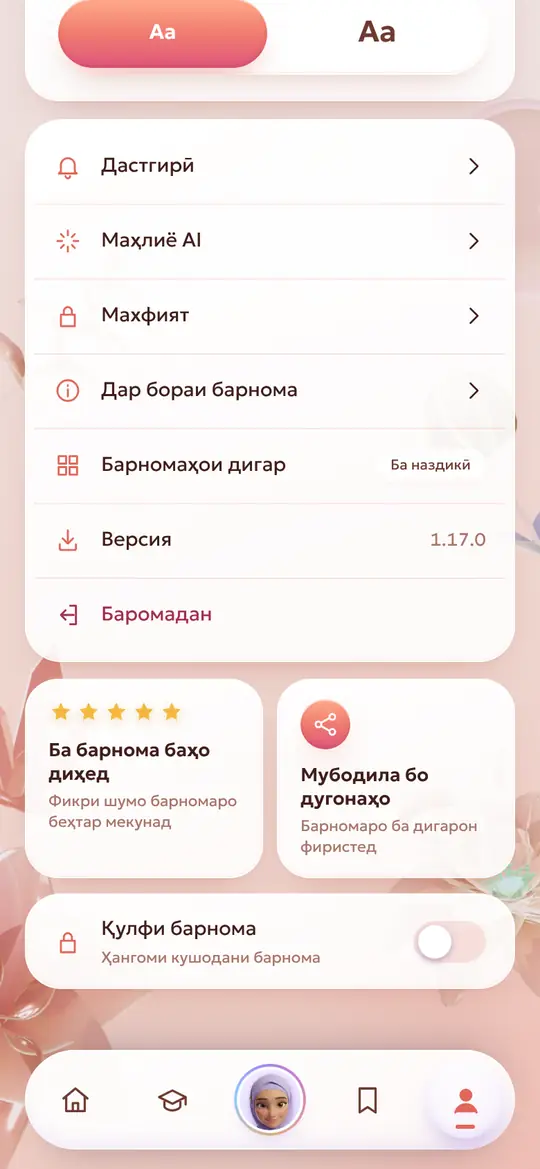 Aa
Aa
Дастгирӣ
Маҳлиё AI
Махфият
Дар бораи барнома
Барномаҳои дигар
Ба наздикӣ
Версия
1.17.0
Баромадан
Ба барнома баҳо
диҳед
Фикри шумо барномаро
беҳтар мекунад
Мубодила бо
дугонаҳо
Барномаро ба дигарон
фиристед
Қулфи барнома
Ҳангоми кушодани барнома